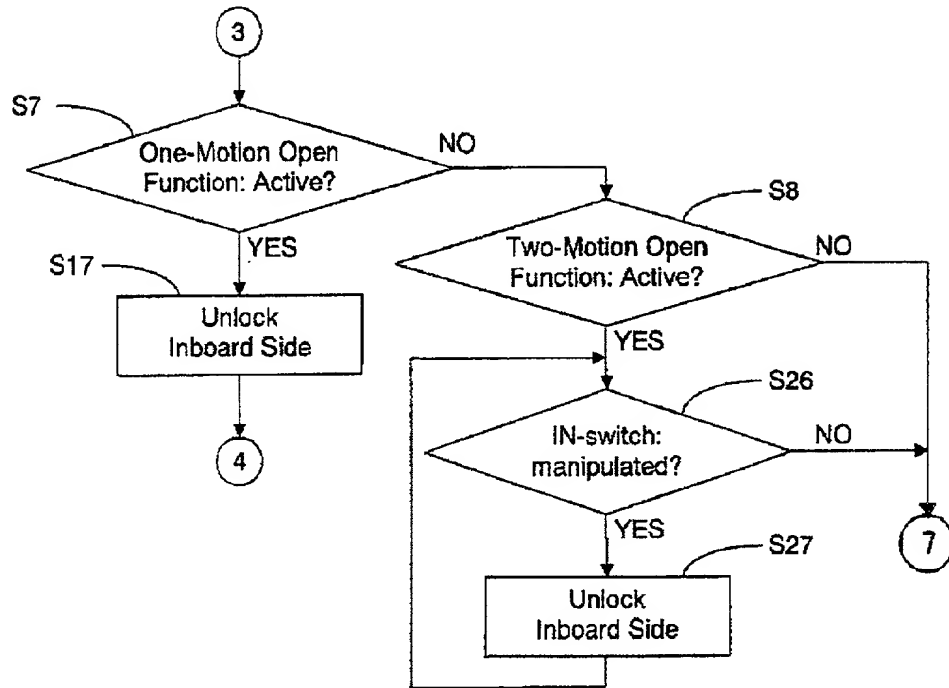 3
S7
One-Motion Open
Function: Active?
NO
YES
S17
Unlock
Inboard Side
4
S8
Two-Motion Open
Function: Active?
NO
YES
S26
IN-switch:
manipulated?
NO
YES
7
S27
Unlock
Inboard Side